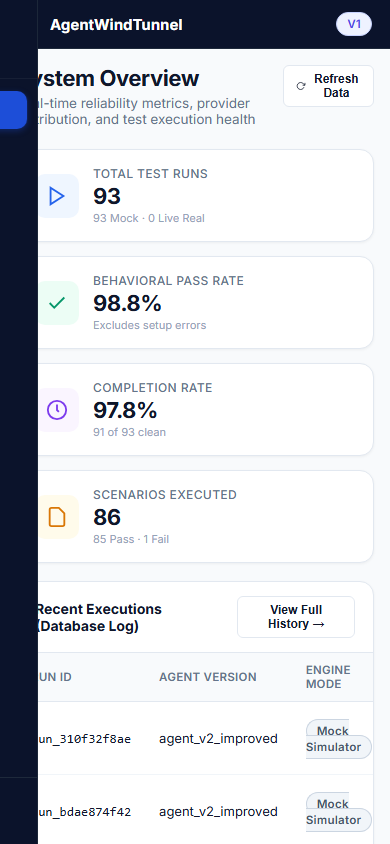 AgentWindTunnel
V1
ystem Overview
Refresh
Data
al-time reliability metrics, provider
tribution, and test execution health
TOTAL TEST RUNS
93
93 Mock · 0 Live Real
BEHAVIORAL PASS RATE
98.8%
Excludes setup errors
COMPLETION RATE
97.8%
91 of 93 clean
SCENARIOS EXECUTED
86
85 Pass · 1 Fail
Recent Executions
(Database Log)
View Full
History →
UN ID
AGENT VERSION
ENGINE
MODE
un_310f32f8ae
agent_v2_improved
Mock
Simulator
un_bdae874f42
agent_v2_improved
Mock
Simulator